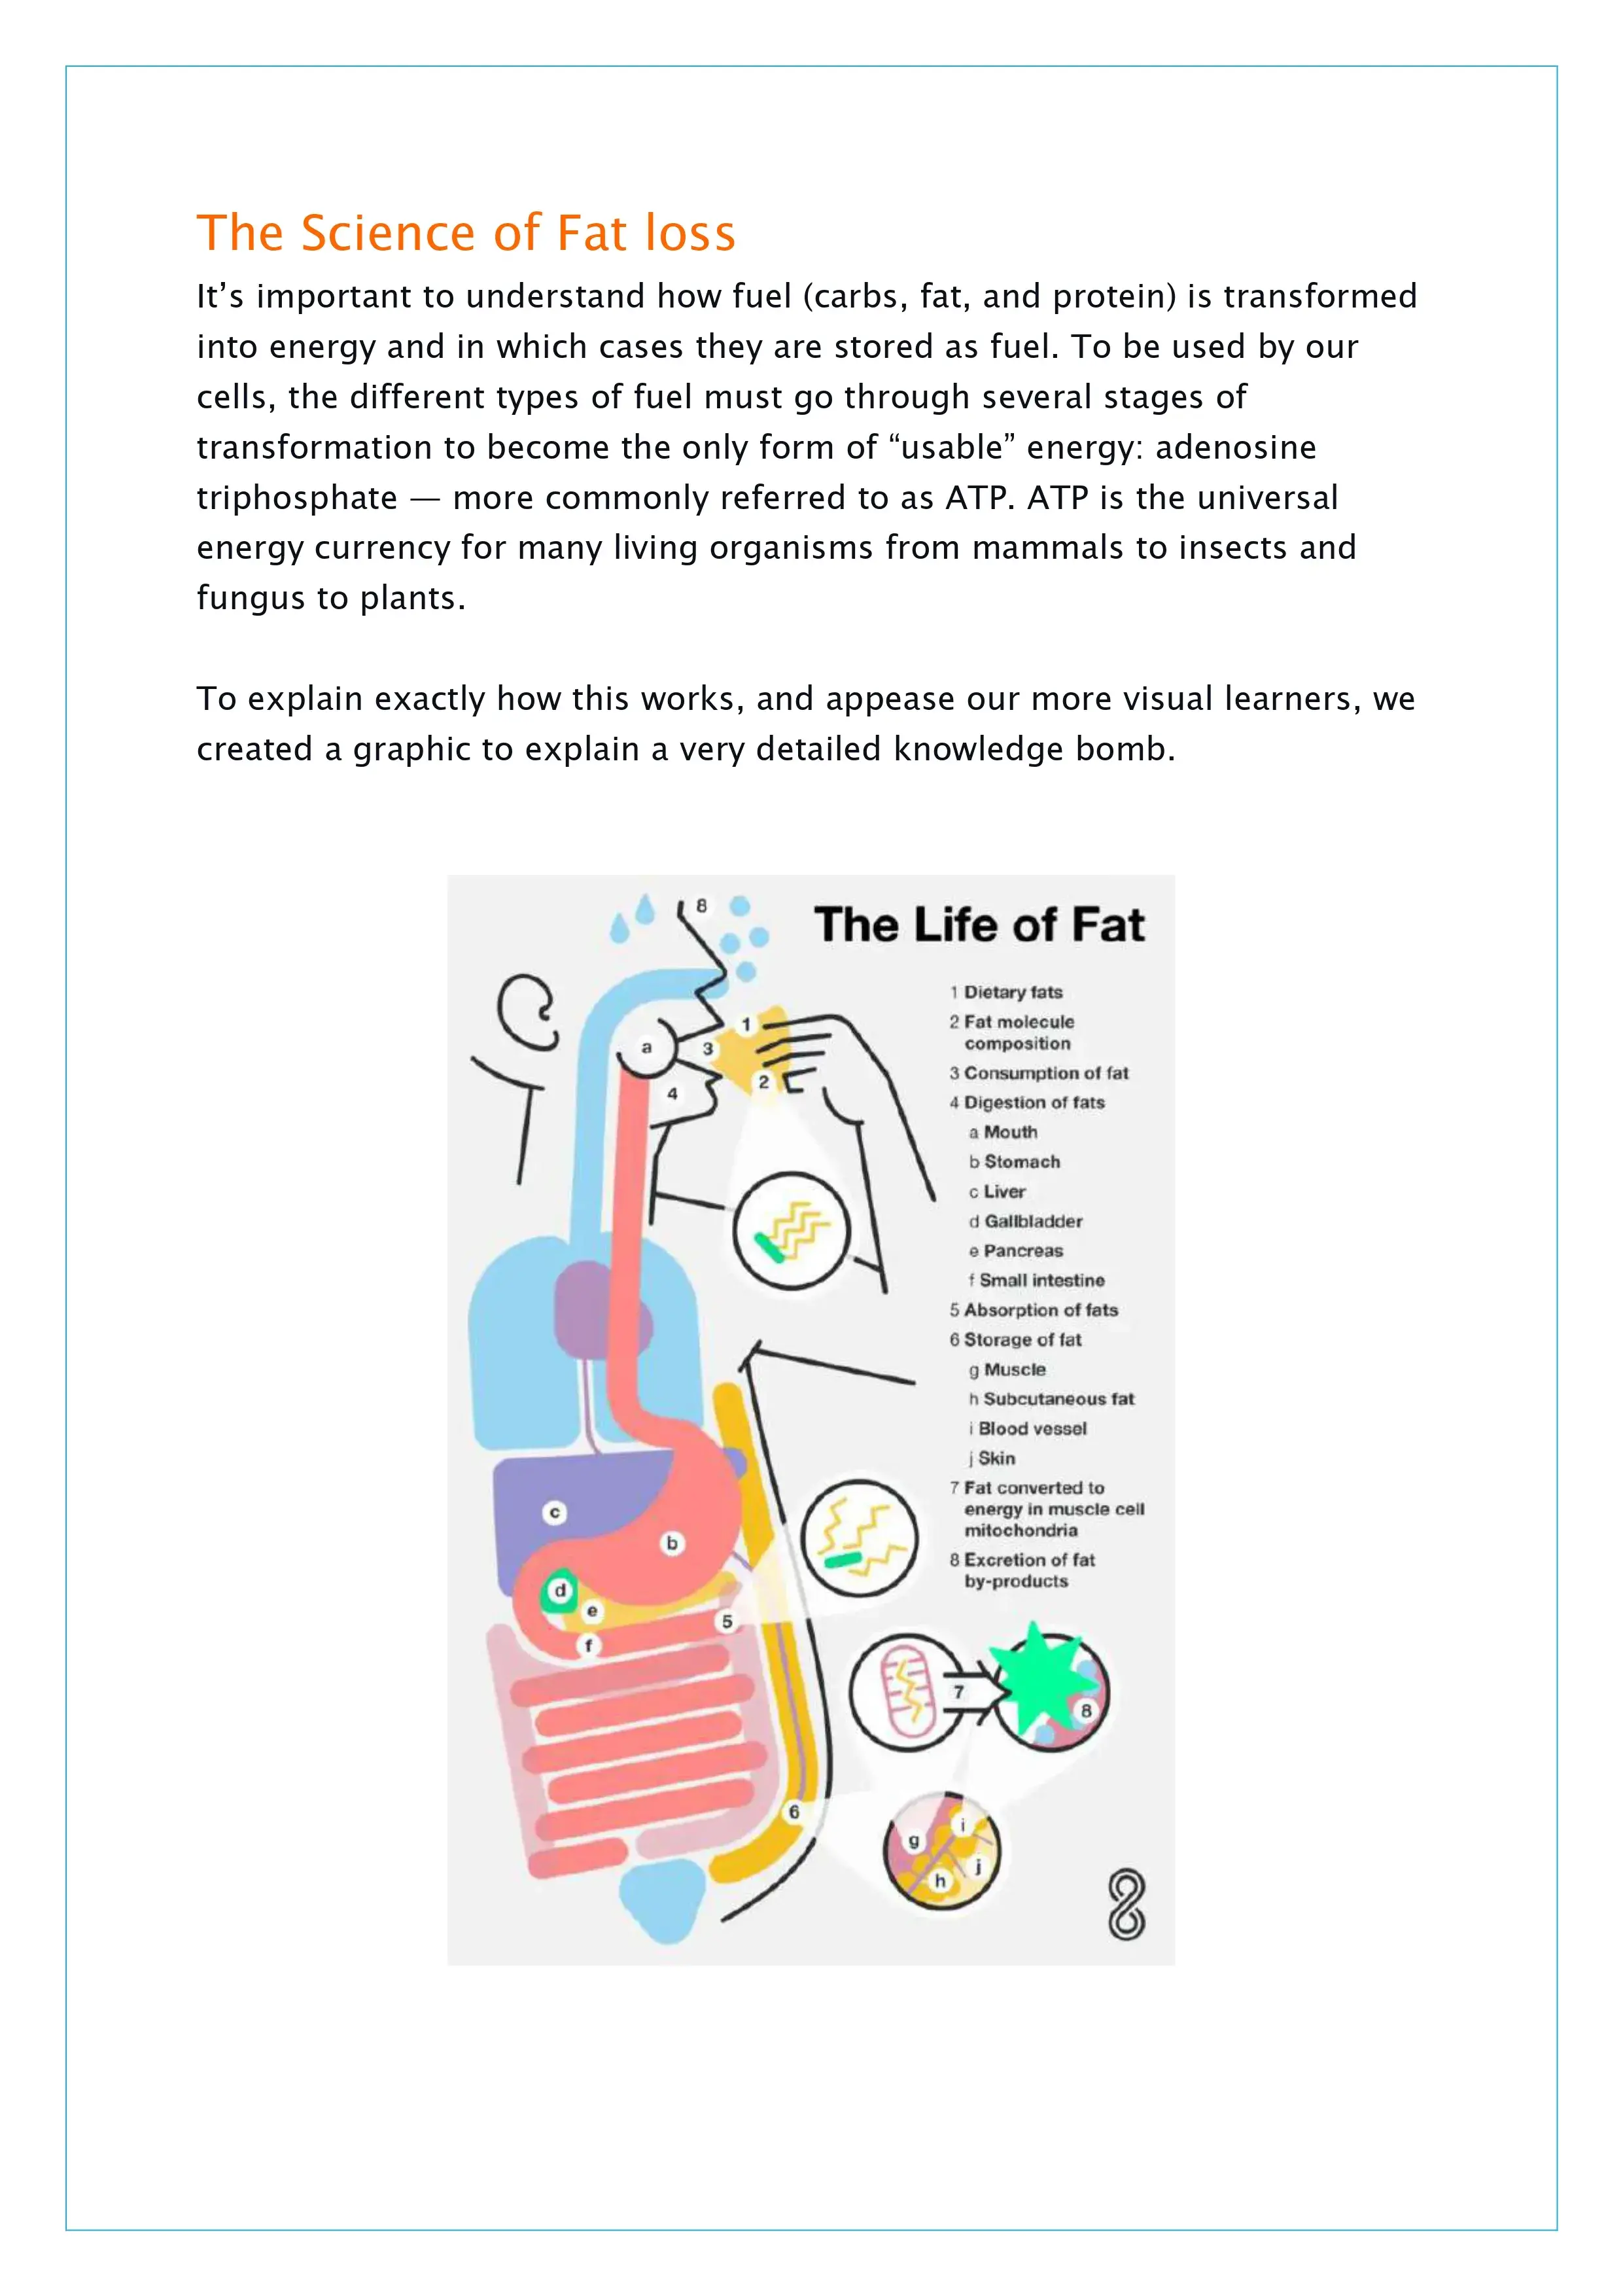 The Science of Fat loss
It’s important to understand how fuel (carbs, fat, and protein) is transformed
into energy and in which cases they are stored as fuel. To be used by our
cells, the different types of fuel must go through several stages of
transformation to become the only form of “usable” energy: adenosine
triphosphate — more commonly referred to as ATP. ATP is the universal
energy currency for many living organisms from mammals to insects and
fungus to plants.
To explain exactly how this works, and appease our more visual learners, we
created a graphic to explain a very detailed knowledge bomb.
The Life of Fat
1 Dietary fats
2 Fat molecule
composition
3 Consumption of fat
4 Digestion of fats
a Mouth
b Stomach
c Liver
d Gallbladder
e Pancreas
f Small intestine
5 Absorption of fats
6 Storage of fat
g Muscle
h Subcutaneous fat
i Blood vessel
j Skin
7 Fat converted to
energy in muscle cell
mitochondria
8 Excretion of fat
by-products
8
1
a
3
2
4
c
b
d
e
5
f
7
8
6
g
i
j
h